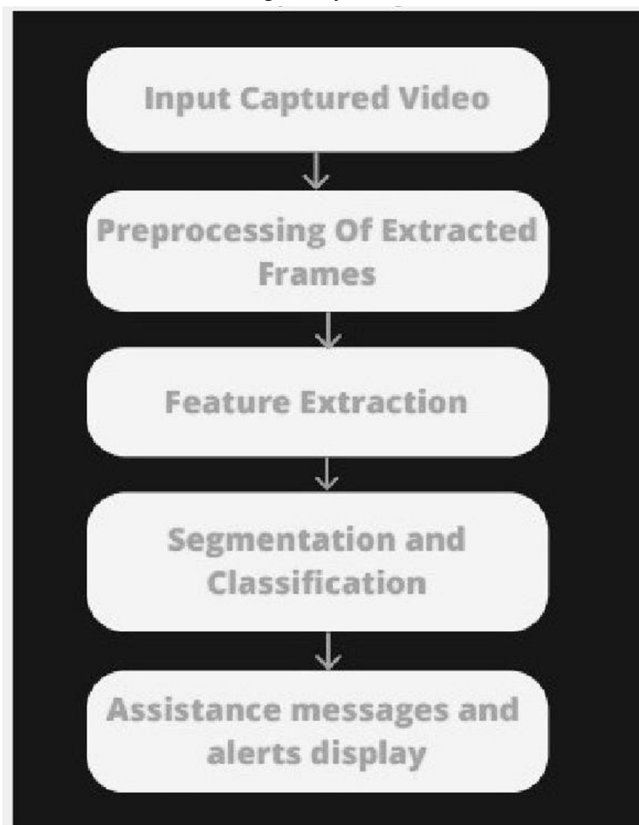 Input Captured Video
Preprocessing Of Extracted
Frames
Feature Extraction
Segmentation and
Classification
Assistance messages and
alerts display